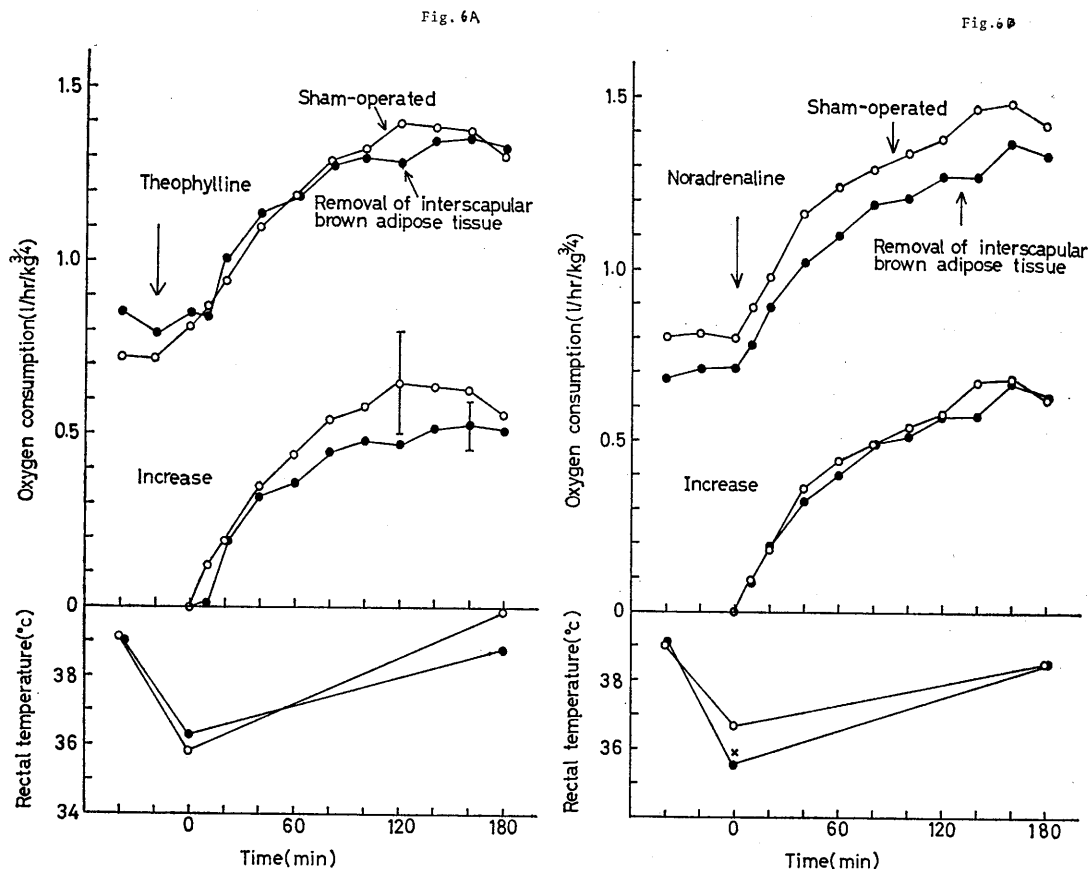 Fig. 6A
1.5
1.0
0.5
0
Oxygen consumption(l/hr/kg¾)
Sham-operated
Theophylline
Removal of interscapular
brown adipose tissue
Increase
38
36
34
Rectal temperature(°c)
0
60
120
180
Time(min)
Fig.6B
1.5
1.0
0.5
0
Oxygen consumption(l/hr/kg¾)
Sham-operated
Noradrenaline
Removal of interscapular
brown adipose tissue
Increase
38
36
Rectal temperature(°c)
x
0
60
120
180
Time(min)